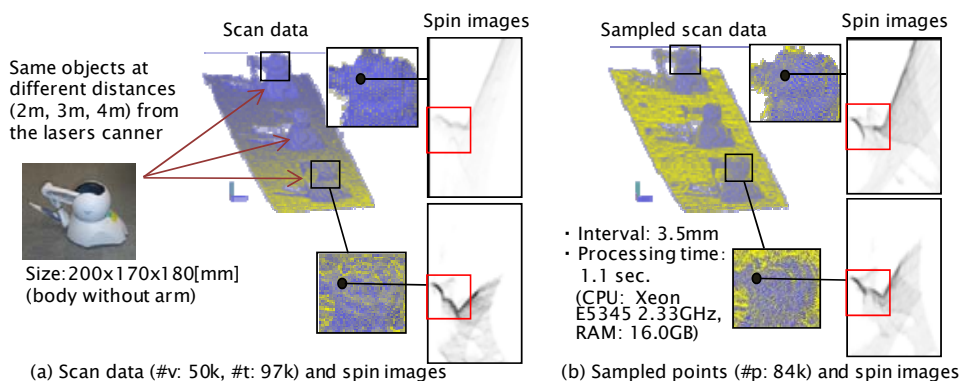 Scan data
Spin images
Same objects at
different distances
(2m, 3m, 4m) from
the lasers canner
Size:200x170x180[mm]
(body without arm)
(a) Scan data (#v: 50k, #t: 97k) and spin images
Sampled scan data
Spin images
・Interval: 3.5mm
・Processing time:
1.1 sec.
(CPU: Xeon
E5345 2.33GHz,
RAM: 16.0GB)
(b) Sampled points (#p: 84k) and spin images